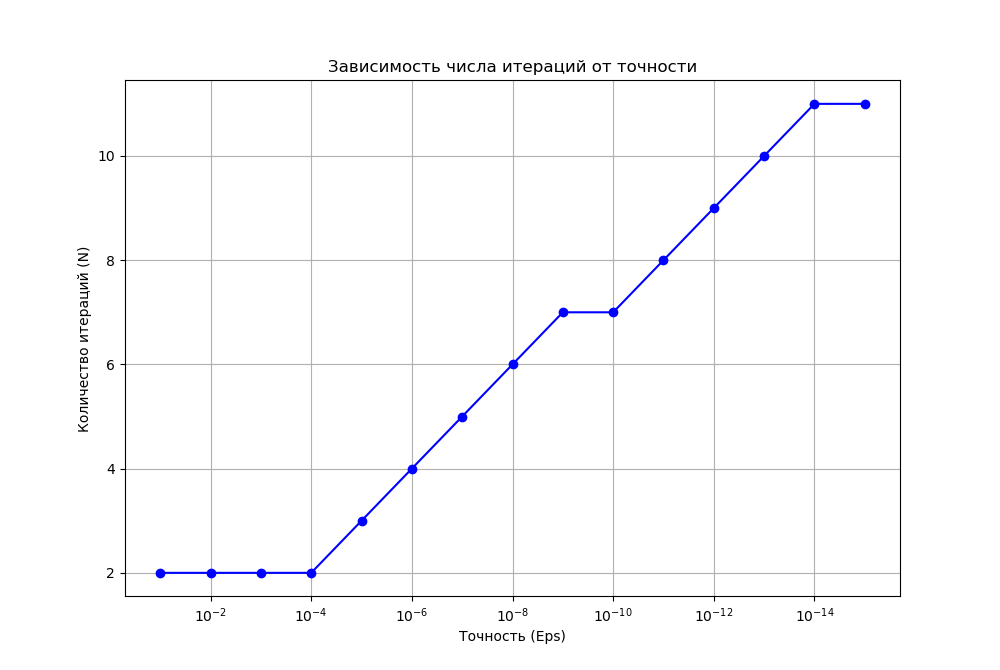 Зависимость числа итераций от точности
Количество итераций (N)
10
8
6
4
2
10⁻² 10⁻⁴ 10⁻⁶ 10⁻⁸ 10⁻¹⁰ 10⁻¹² 10⁻¹⁴
Точность (Eps)